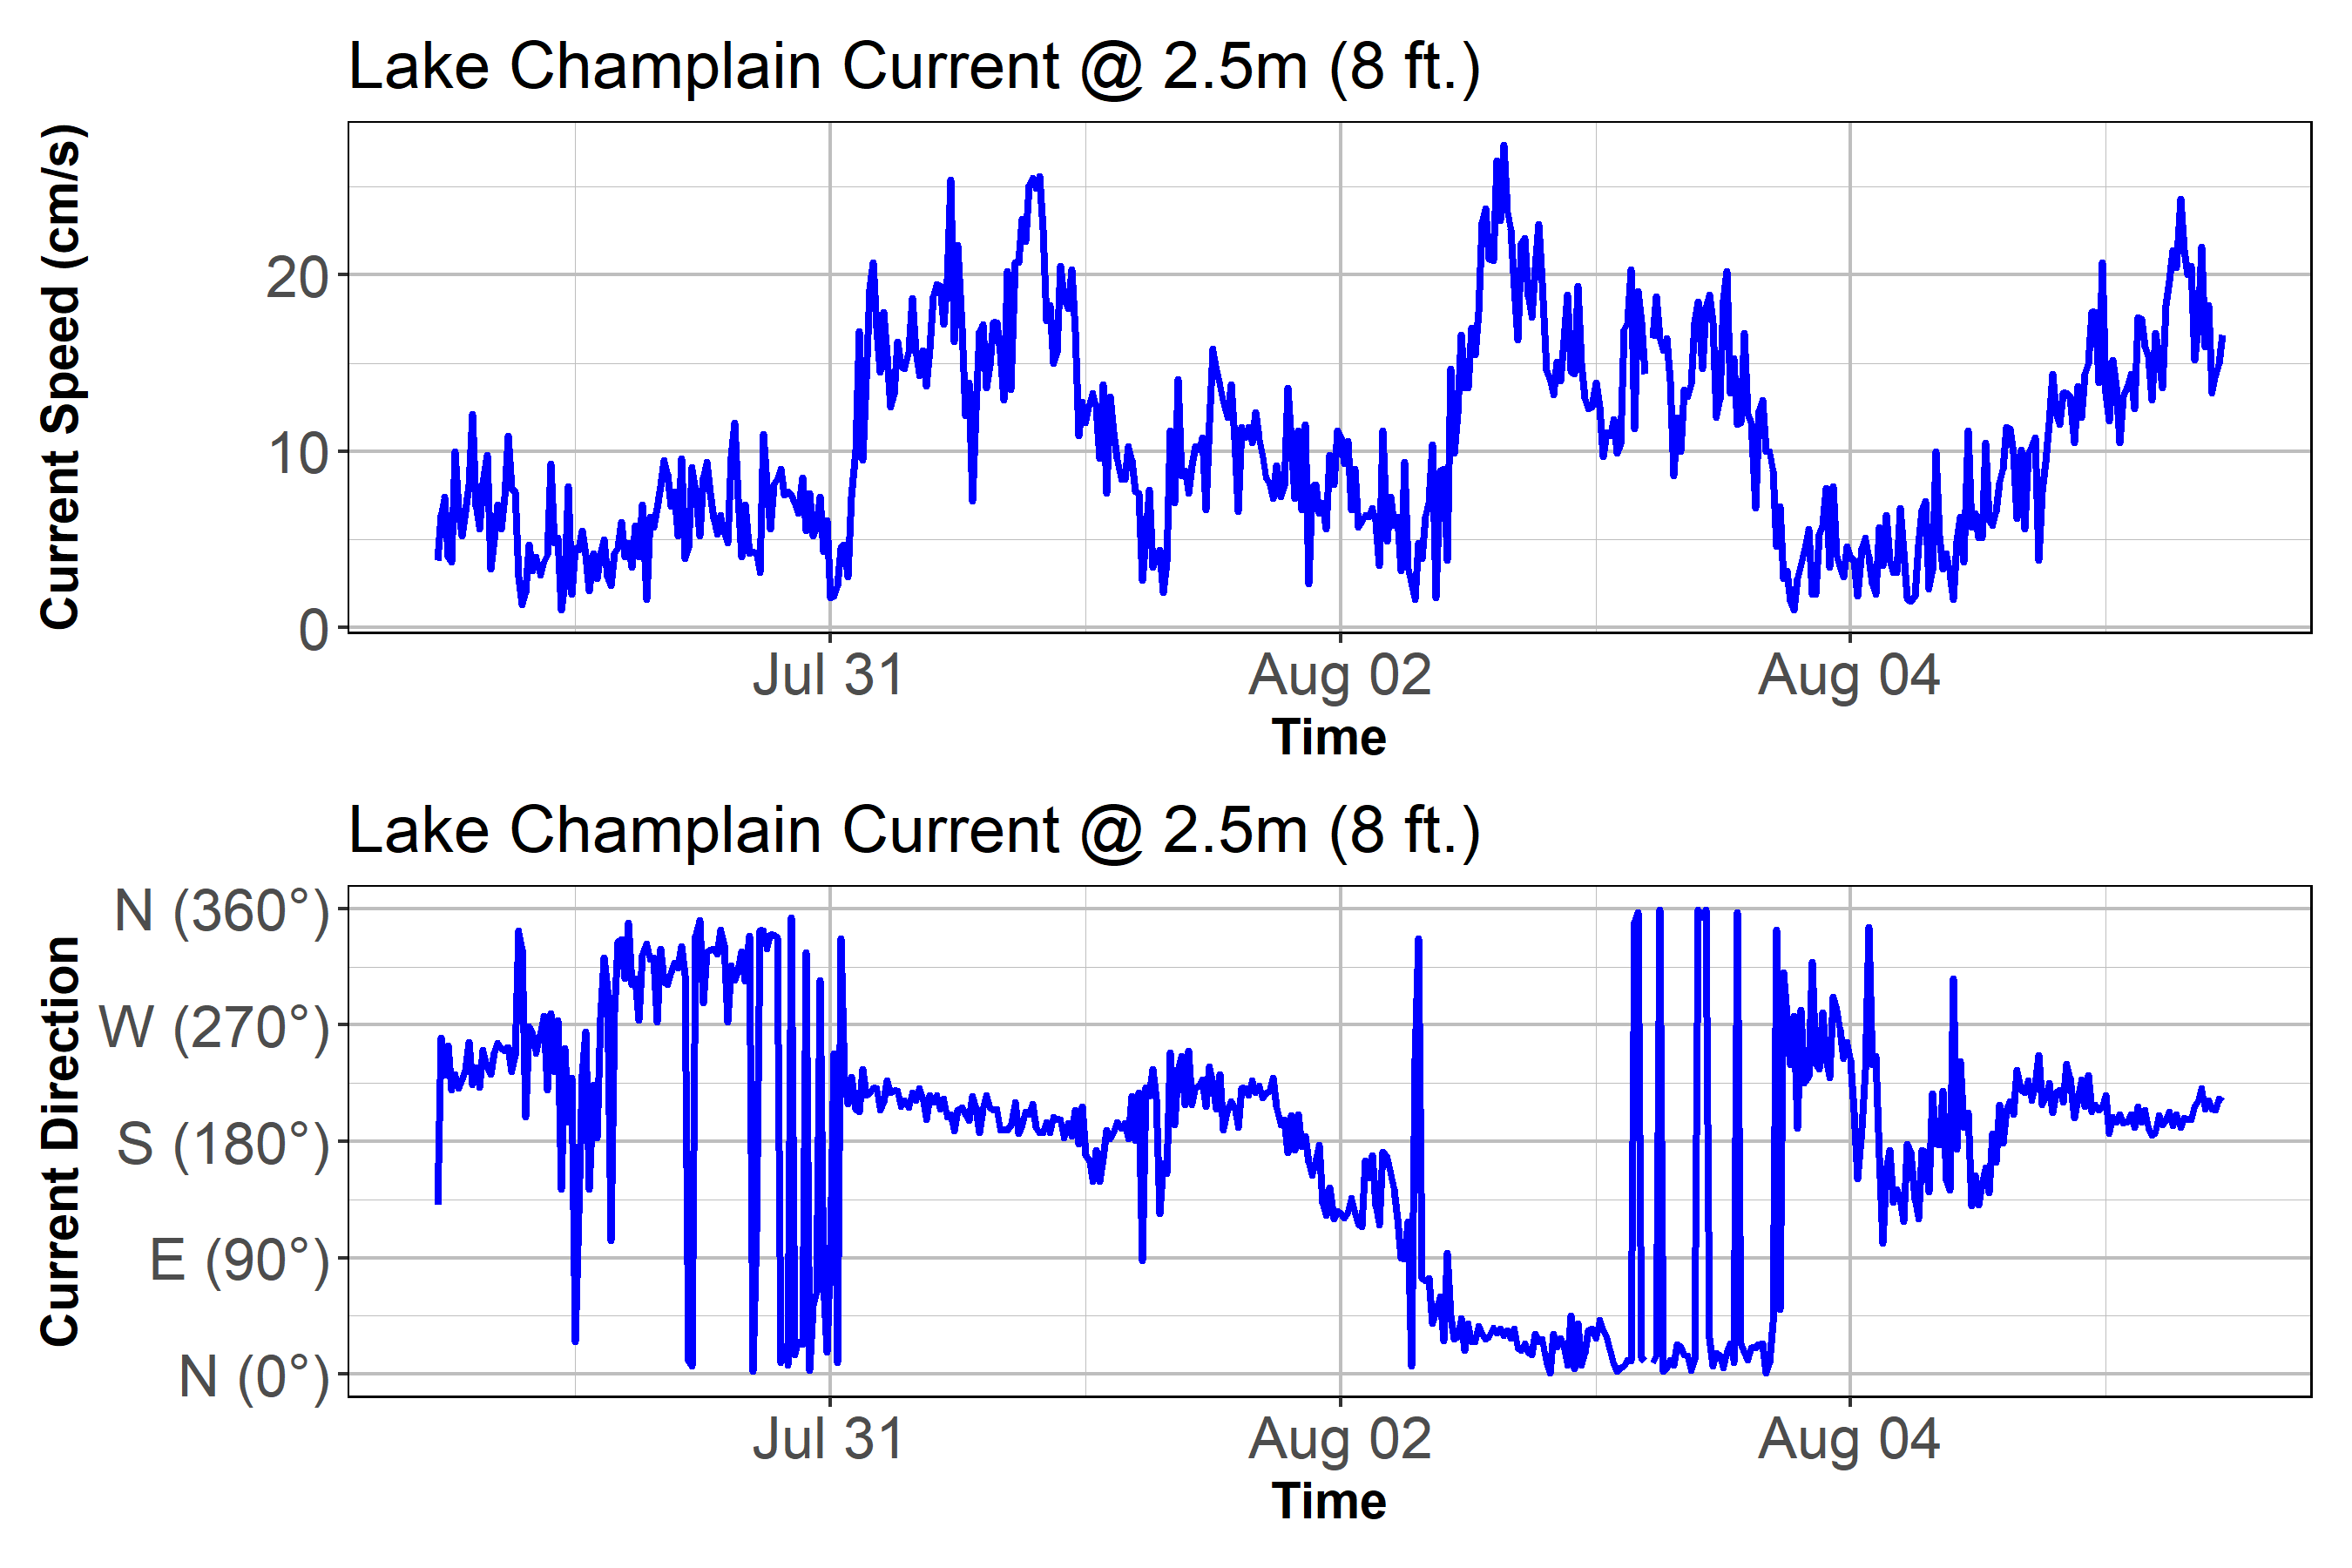 Lake Champlain Current @ 2.5m (8 ft.)
Current Speed (cm/s)
20
10
0
Jul 31 Aug 02 Aug 04
Time
Lake Champlain Current @ 2.5m (8 ft.)
Current Direction
N (360°)
W (270°)
S (180°)
E (90°)
N (0°)
Jul 31 Aug 02 Aug 04
Time